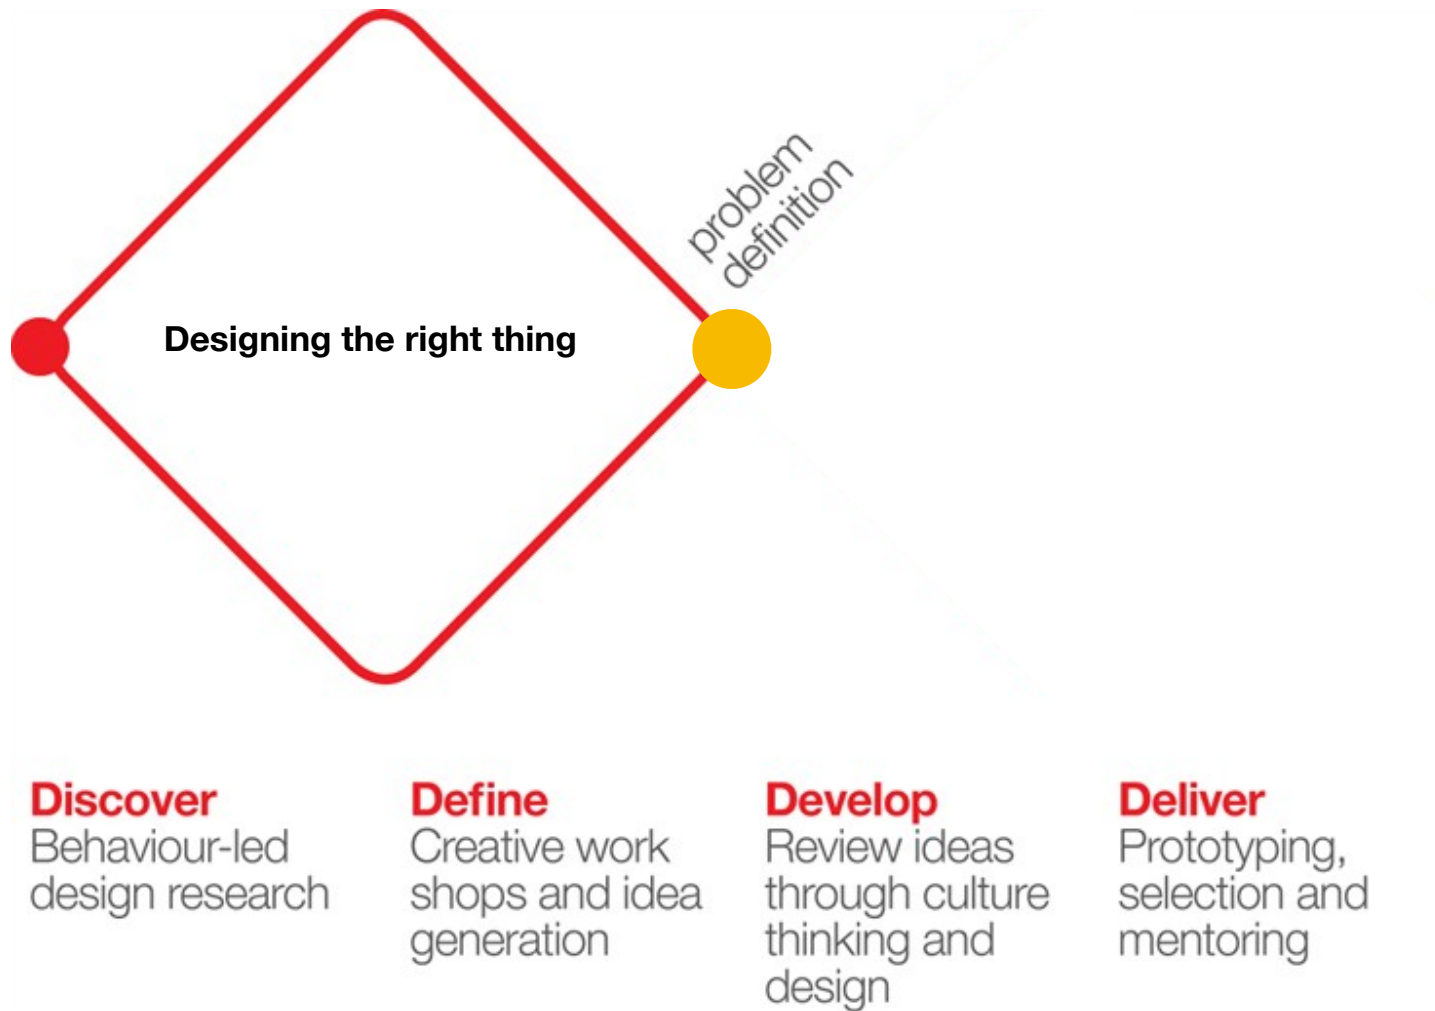 problem
definition
Designing the right thing
Discover
Behaviour-led
design research
Define
Creative work
shops and idea
generation
Develop
Review ideas
through culture
thinking and
design
Deliver
Prototyping,
selection and
mentoring